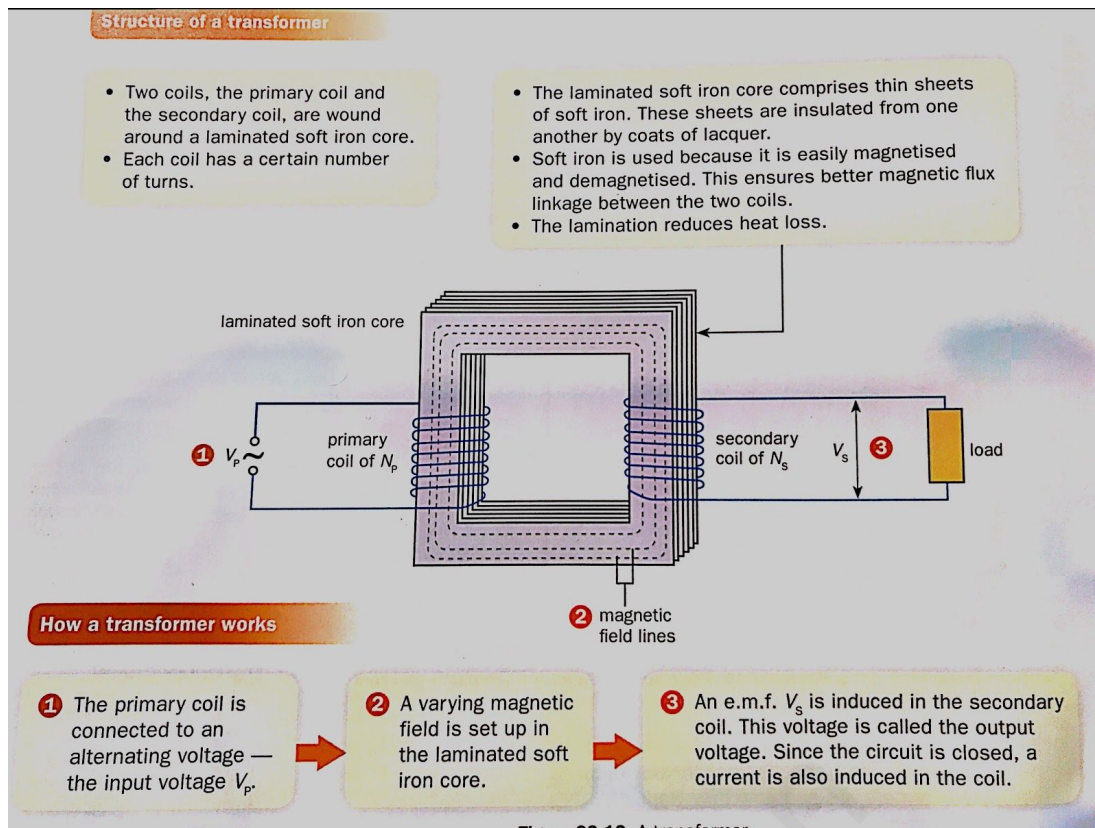 Structure of a transformer
• Two coils, the primary coil and
the secondary coil, are wound
around a laminated soft iron core.
• Each coil has a certain number
of turns.
• The laminated soft iron core comprises thin sheets
of soft iron. These sheets are insulated from one
another by coats of lacquer.
• Soft iron is used because it is easily magnetised
and demagnetised. This ensures better magnetic flux
linkage between the two coils.
• The lamination reduces heat loss.
laminated soft iron core
1 VP ~
primary
coil of NP
secondary
coil of NS
VS 3
load
2 magnetic
field lines
How a transformer works
1 The primary coil is
connected to an
alternating voltage —
the input voltage VP.
2 A varying magnetic
field is set up in
the laminated soft
iron core.
3 An e.m.f. VS is induced in the secondary
coil. This voltage is called the output
voltage. Since the circuit is closed, a
current is also induced in the coil.
A transformer